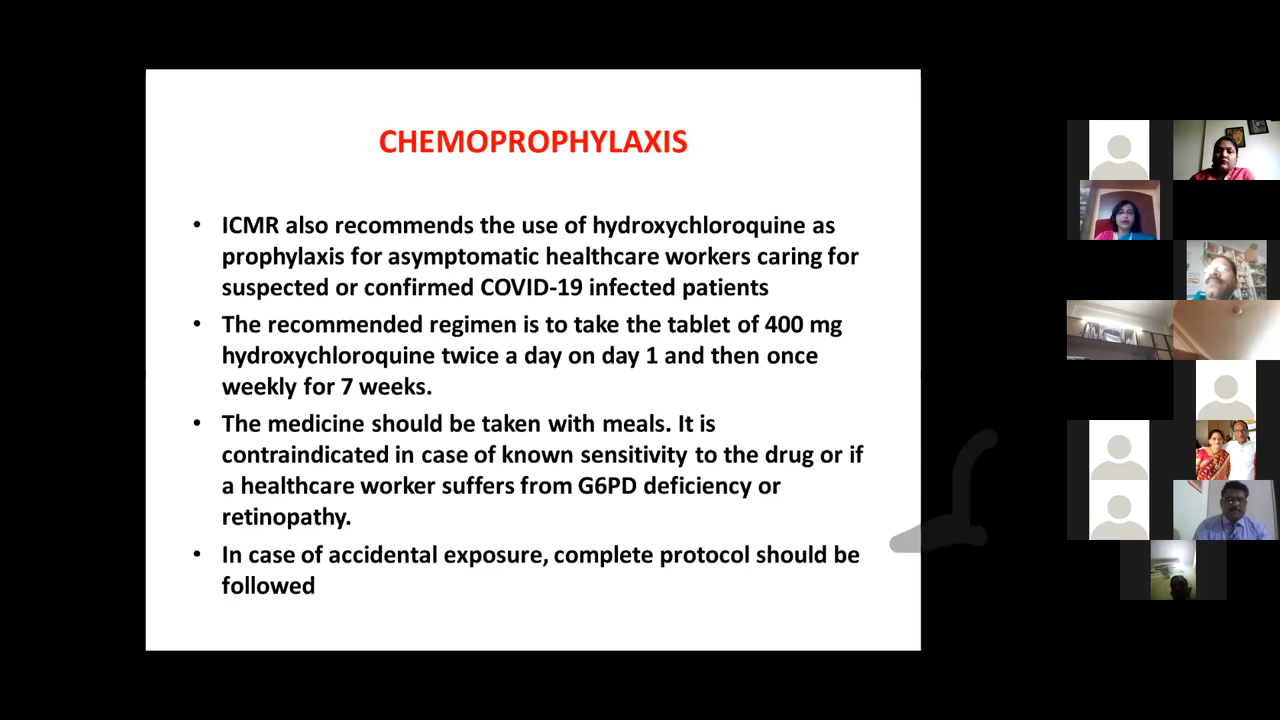 CHEMOPROPHYLAXIS
• ICMR also recommends the use of hydroxychloroquine as
prophylaxis for asymptomatic healthcare workers caring for
suspected or confirmed COVID-19 infected patients
• The recommended regimen is to take the tablet of 400 mg
hydroxychloroquine twice a day on day 1 and then once
weekly for 7 weeks.
• The medicine should be taken with meals. It is
contraindicated in case of known sensitivity to the drug or if
a healthcare worker suffers from G6PD deficiency or
retinopathy.
• In case of accidental exposure, complete protocol should be
followed